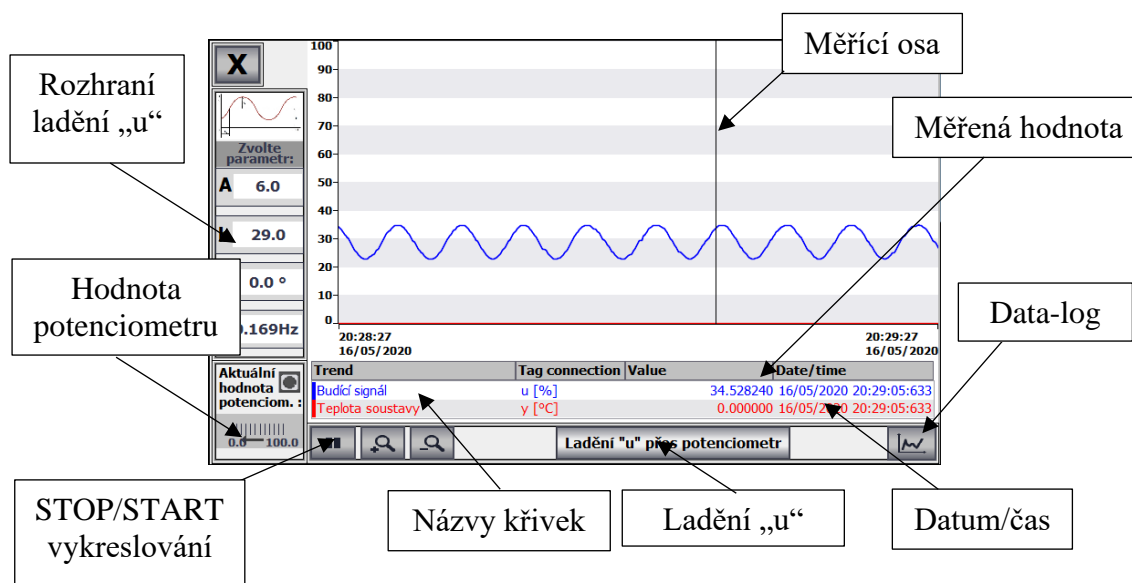 Měřící osa
Rozhraní
ladění „u“
Měřená hodnota
Hodnota
potenciometru
Data-log
STOP/START
vykreslování
Názvy křivek
Ladění „u“
Datum/čas
X
Zvolte
parametr:
A 6.0
29.0
0.0 °
.169Hz
Aktuální
hodnota
potenciom. :
0.0 100.0
100
90
80
70
60
50
40
30
20
10
0
20:28:27
16/05/2020
20:29:27
16/05/2020
Trend Tag connection Value Date/time
Budící signál u [%] 34.528240 16/05/2020 20:29:05:633
Teplota soustavy y [ºC] 0.000000 16/05/2020 20:29:05:633
Ladění "u" přes potenciometr